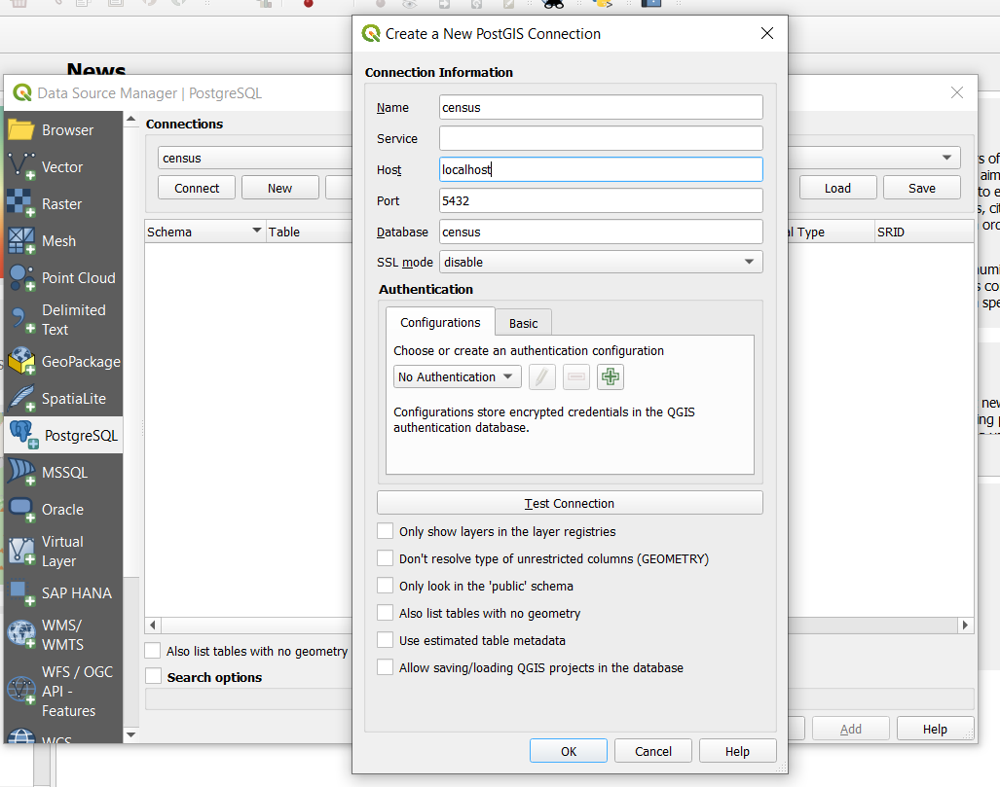 News
Create a New PostGIS Connection
Connection Information
Name census
Service
Host localhost
Port 5432
Database census
SSL mode disable
Authentication
Configurations Basic
Choose or create an authentication configuration
No Authentication
Configurations store encrypted credentials in the QGIS
authentication database.
Test Connection
Only show layers in the layer registries
Don't resolve type of unrestricted columns (GEOMETRY)
Only look in the 'public' schema
Also list tables with no geometry
Use estimated table metadata
Allow saving/loading QGIS projects in the database
OK Cancel Help
Data Source Manager | PostgreSQL
Browser
Vector
Raster
Mesh
Point Cloud
Delimited
Text
GeoPackage
SpatiaLite
PostgreSQL
MSSQL
Oracle
Virtual
Layer
SAP HANA
WMS/
WMTS
WFS / OGC
API -
Features
WCS
Connections
census
Connect New Load Save
Schema Table Type SRID
Also list tables with no geometry
Search options
Add Help